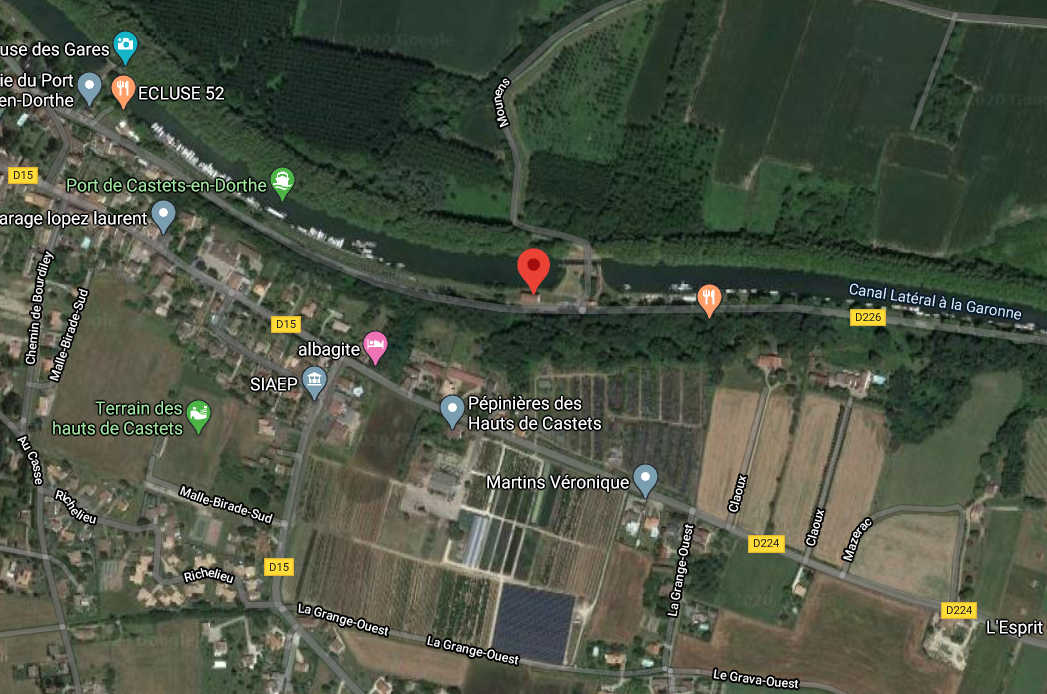 use des Gares
ie du Port
en-Dorthe
ECLUSE 52
Mounens
D15
Port de Castets-en-Dorthe
arage lopez laurent
Chemin de Bourdiley
Malle-Birade-Sud
D15
Canal Latéral à la Garonne
D226
albagite
SIAEP
Terrain des
hauts de Castets
Pépinières des
Hauts de Castets
Au Casse
Richelieu
Malle-Birade-Sud
Martins Véronique
Claoux
Claoux
Mazerac
D224
D15
Richelieu
La Grange-Ouest
La Grange-Ouest
La Grange-Ouest
D224
L'Esprit
Le Grava-Ouest